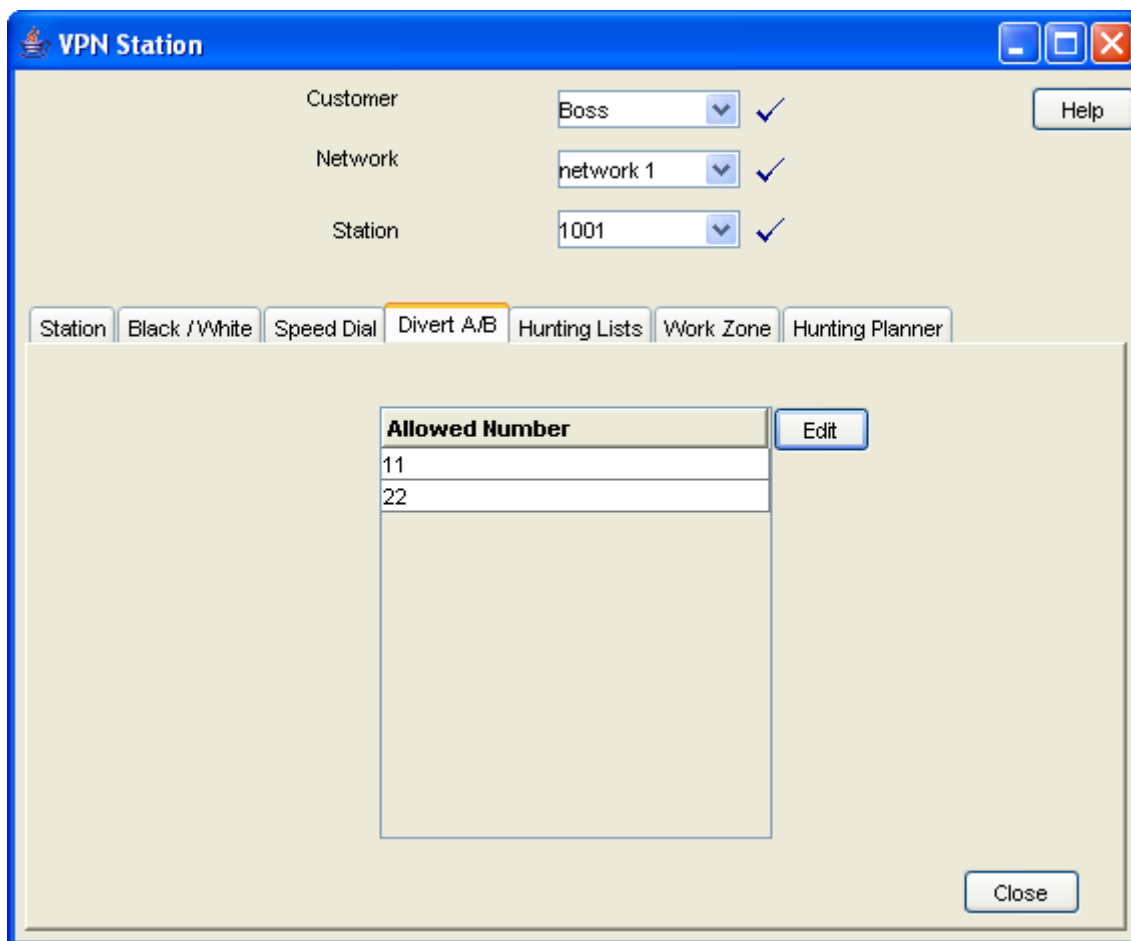 VPN Station
Customer
Boss
Help
Network
network 1
Station
1001
Station
Black / White
Speed Dial
Divert A/B
Hunting Lists
Work Zone
Hunting Planner
Allowed Number
Edit
11
22
Close